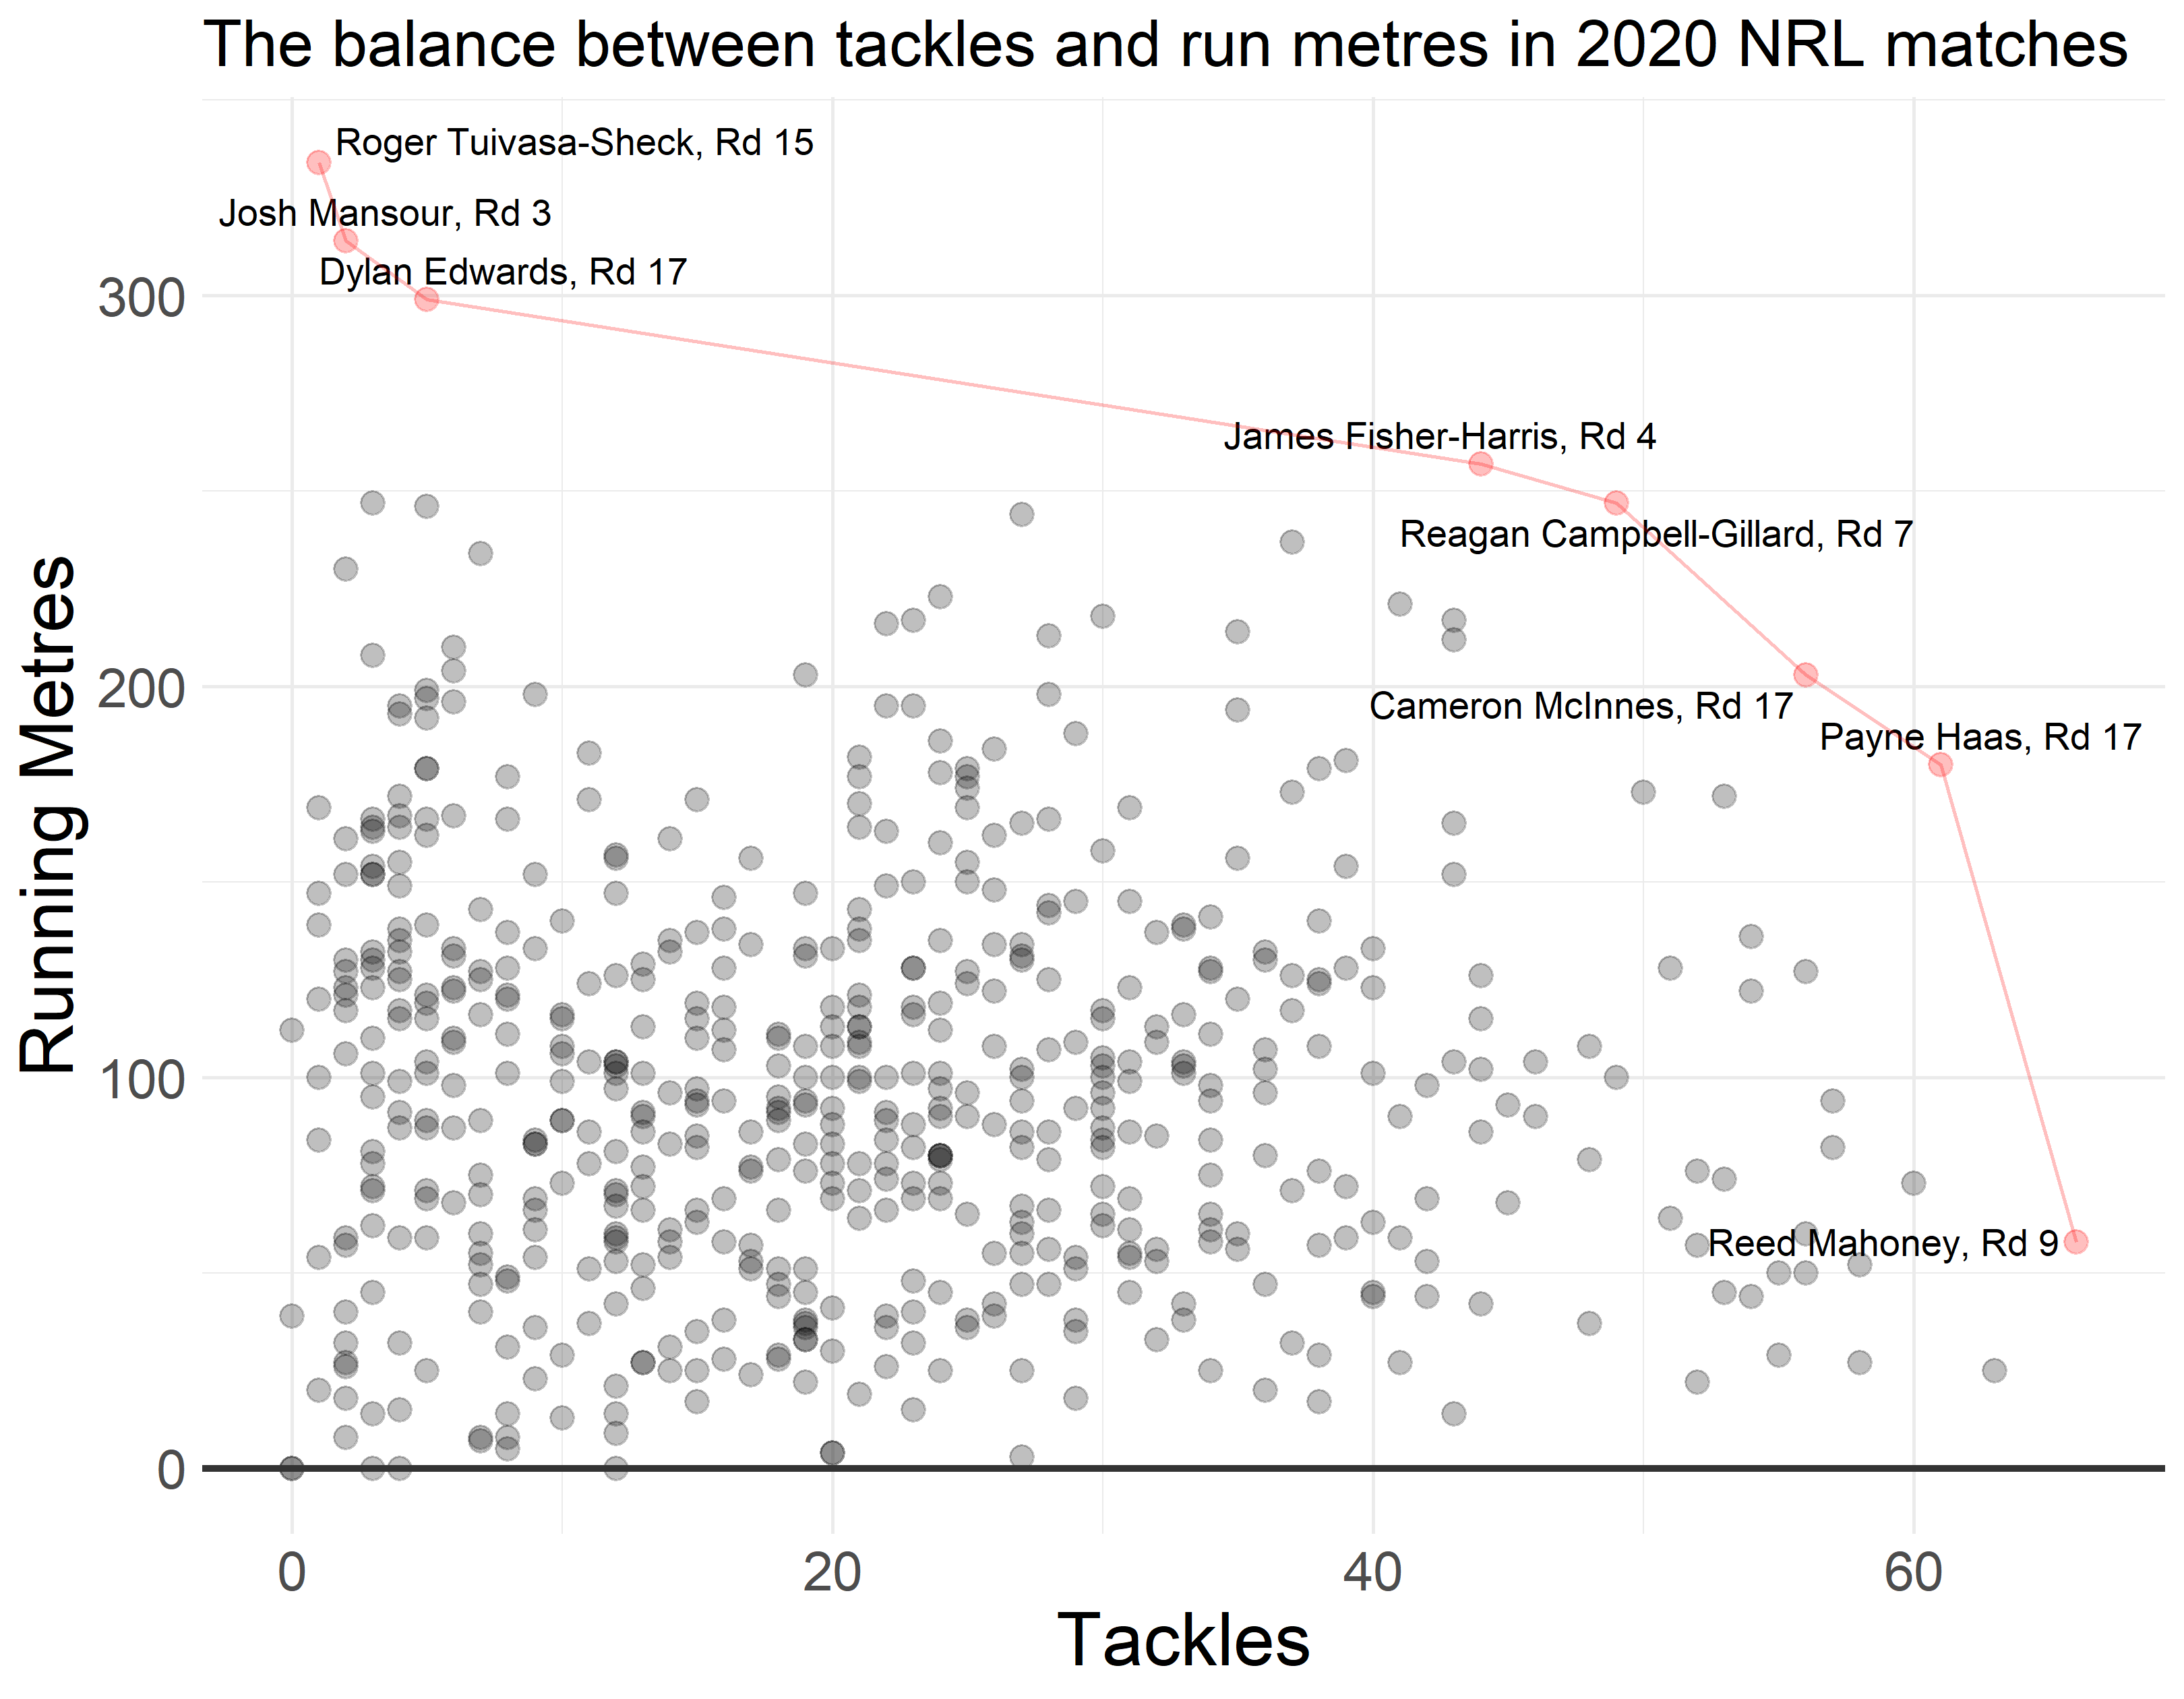 The balance between tackles and run metres in 2020 NRL matches
Roger Tuivasa-Sheck, Rd 15
Josh Mansour, Rd 3
Dylan Edwards, Rd 17
300
James Fisher-Harris, Rd 4
Reagan Campbell-Gillard, Rd 7
200
Cameron McInnes, Rd 17
Payne Haas, Rd 17
Running Metres
100
Reed Mahoney, Rd 9
0
0 20 40 60
Tackles